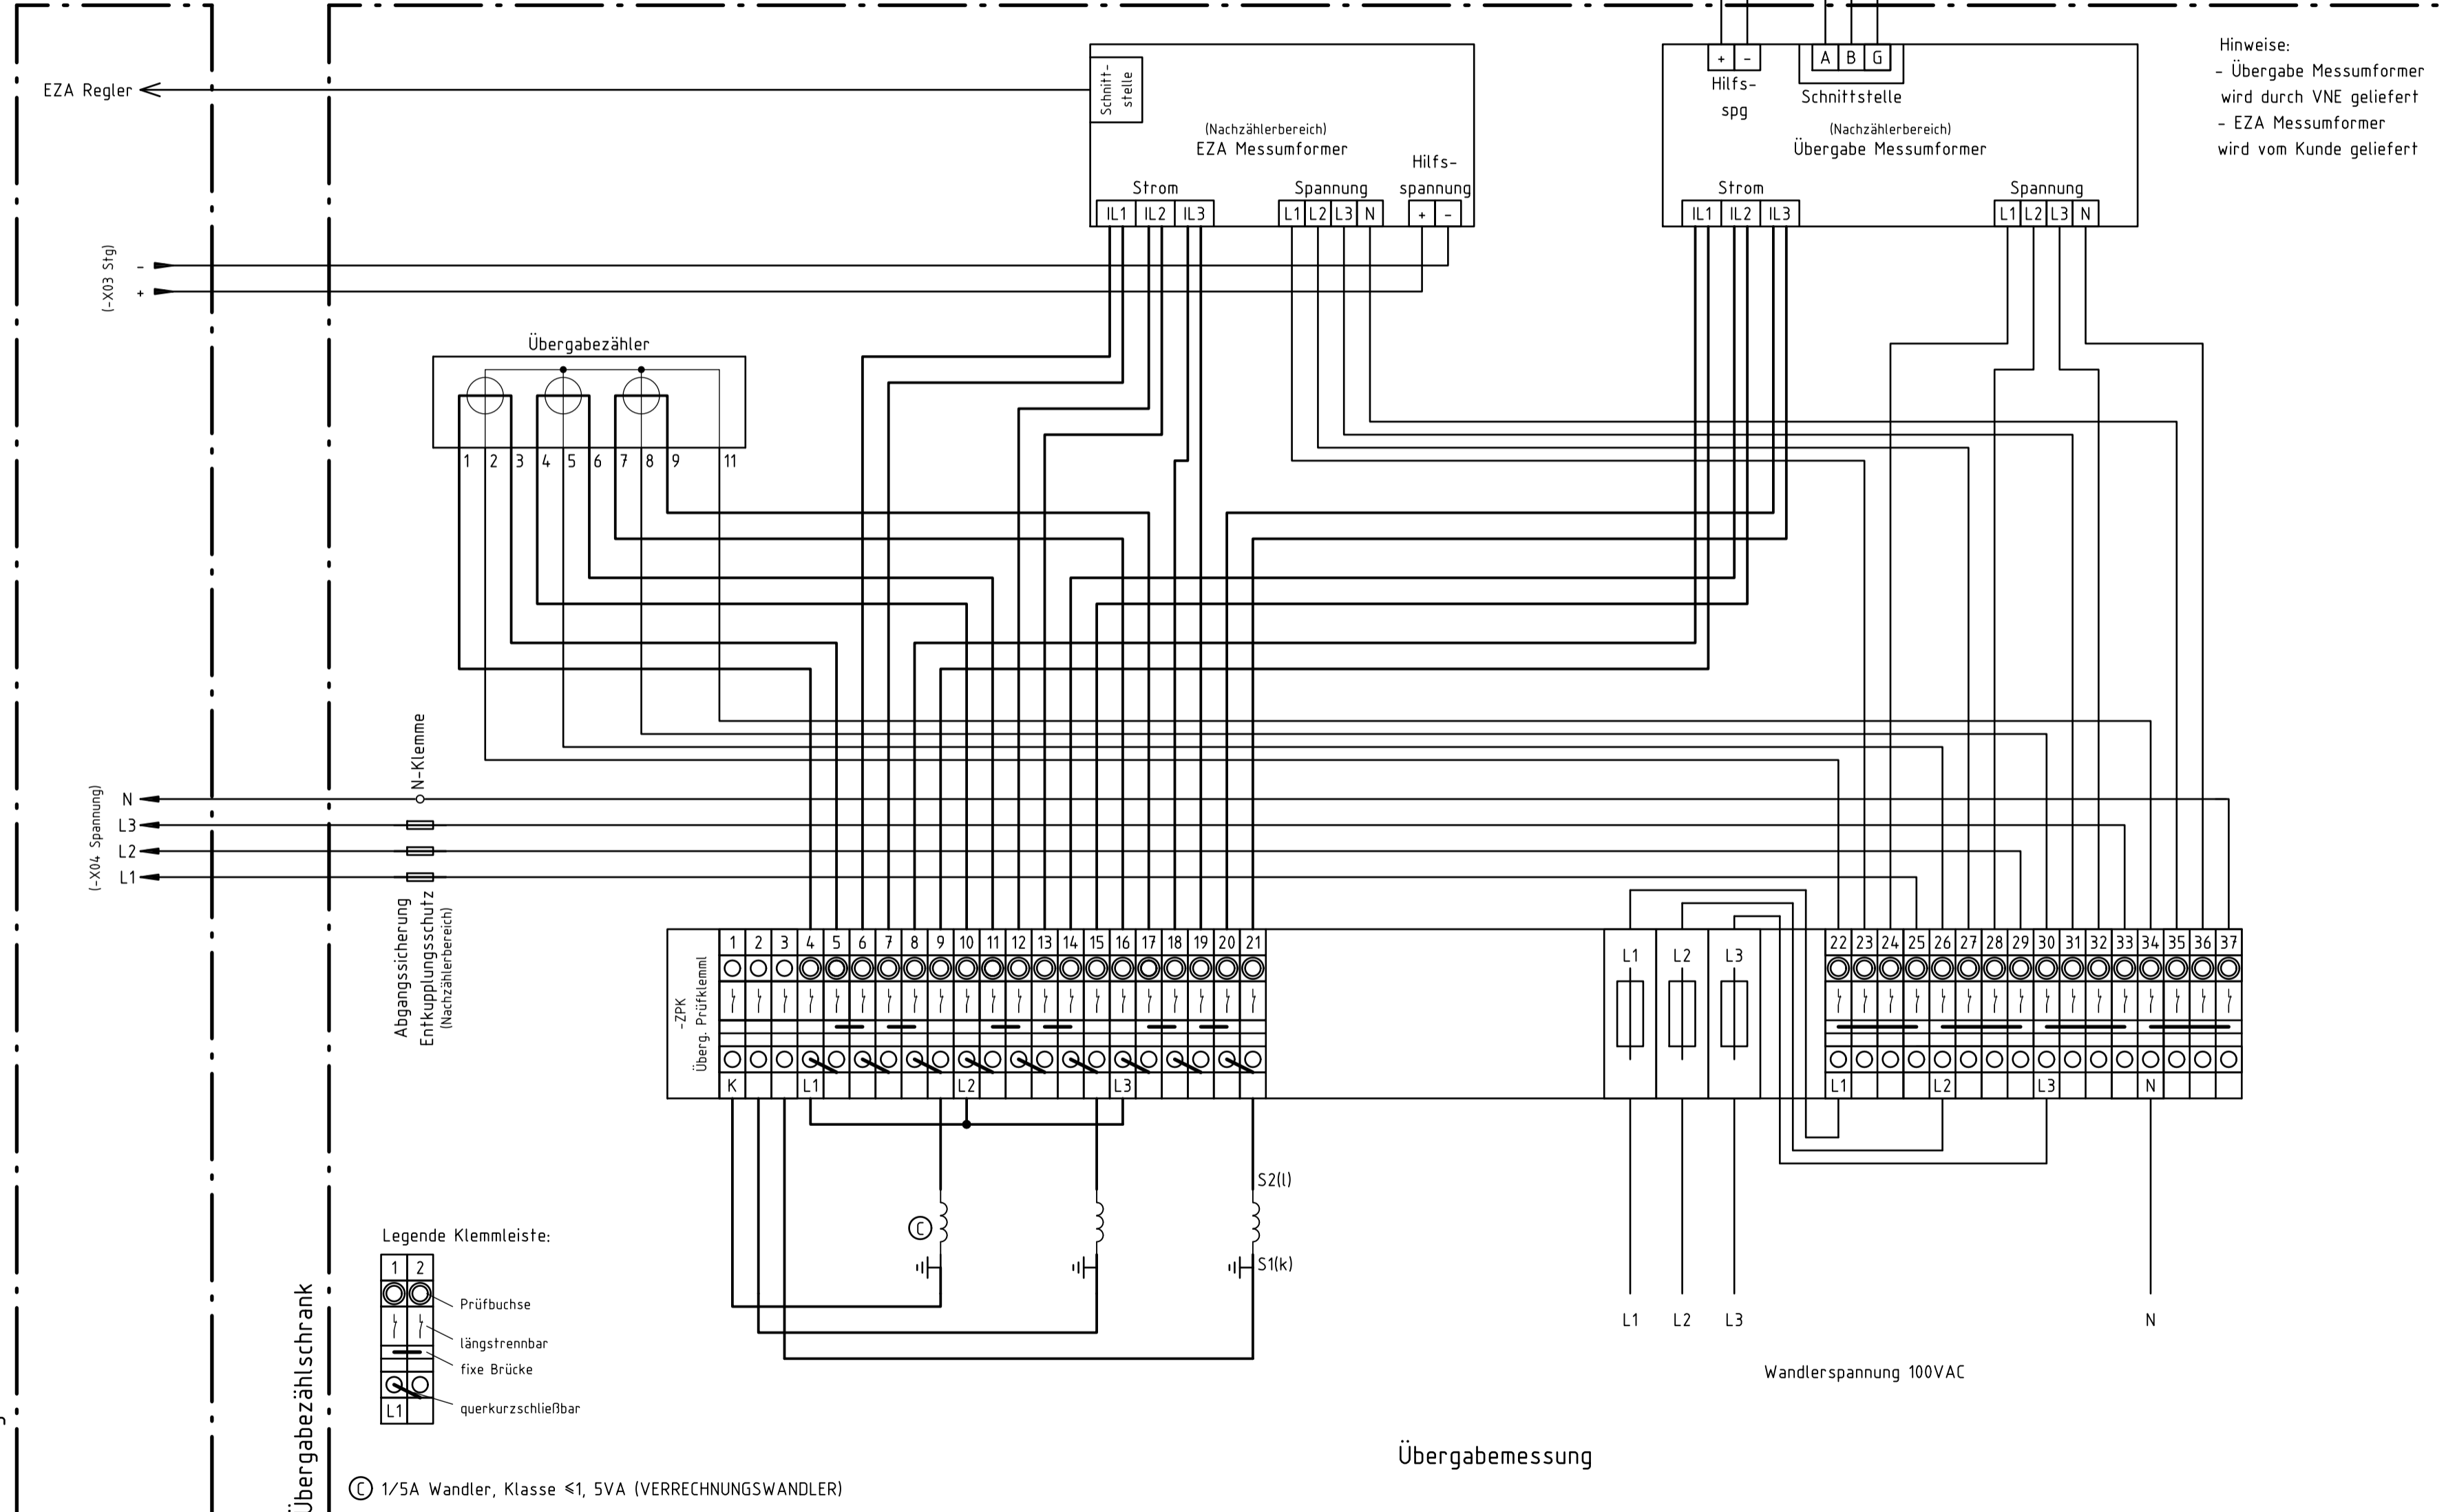 EZA Regler
Schnitt-
stelle
(Nachzählerbereich)
EZA Messumformer
Hilfs-
spannung
Strom
Spannung
IL1 IL2 IL3
L1 L2 L3 N
+ -
+ -
Hilfs-
spg
A B G
Schnittstelle
(Nachzählerbereich)
Übergabe Messumformer
Strom
Spannung
IL1 IL2 IL3
L1 L2 L3 N
Hinweise:
- Übergabe Messumformer
wird durch VNE geliefert
- EZA Messumformer
wird vom Kunde geliefert
(-X03 Stg)
-
+
Übergabezähler
1 2 3 4 5 6 7 8 9 11
N-Klemme
(-X04 Spannung)
N
L3
L2
L1
Abgangssicherung
Entkupplungsschutz
(Nachzählerbereich)
-ZPK
Überg. Prüfklemml
1 2 3 4 5 6 7 8 9 10 11 12 13 14 15 16 17 18 19 20 21
K L1 L2 L3
L1 L2 L3
22 23 24 25 26 27 28 29 30 31 32 33 34 35 36 37
L1 L2 L3 N
C
S2(l)
S1(k)
L1 L2 L3 N
Wandlerspannung 100VAC
Legende Klemmleiste:
1 2
Prüfbuchse
längstrennbar
fixe Brücke
querkurzschließbar
L1
Übergabezählschrank
Übergabemessung
C 1/5A Wandler, Klasse ≤1, 5VA (VERRECHNUNGSWANDLER)